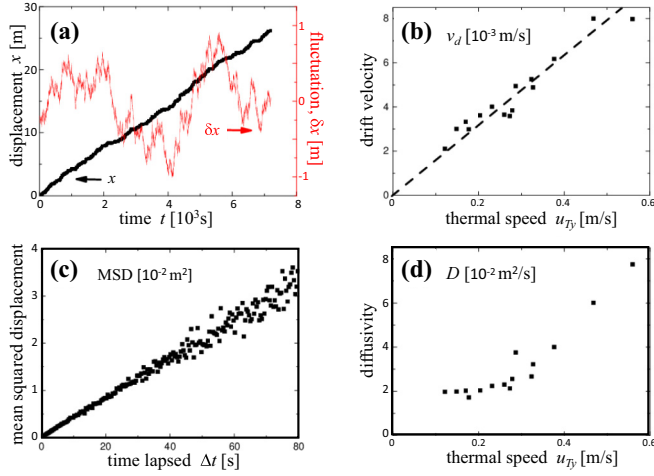 (a)
displacement x [m]
30
20
10
0
1
0
-1
fluctuation, δx [m]
δx
x
0 2 4 6 8
time t [10³s]
(b)
v_d [10⁻³ m/s]
drift velocity
8
6
4
2
0
0.0 0.2 0.4 0.6
thermal speed u_Ty [m/s]
(c)
MSD [10⁻² m²]
mean squared displacement
4
3
2
1
0
0 20 40 60 80
time lapsed Δt [s]
(d)
D [10⁻² m²/s]
diffusivity
8
6
4
2
0
0.0 0.2 0.4 0.6
thermal speed u_Ty [m/s]